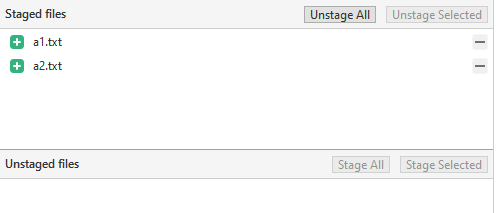 Staged files Unstage All Unstage Selected
a1.txt
a2.txt
Unstaged files Stage All Stage Selected